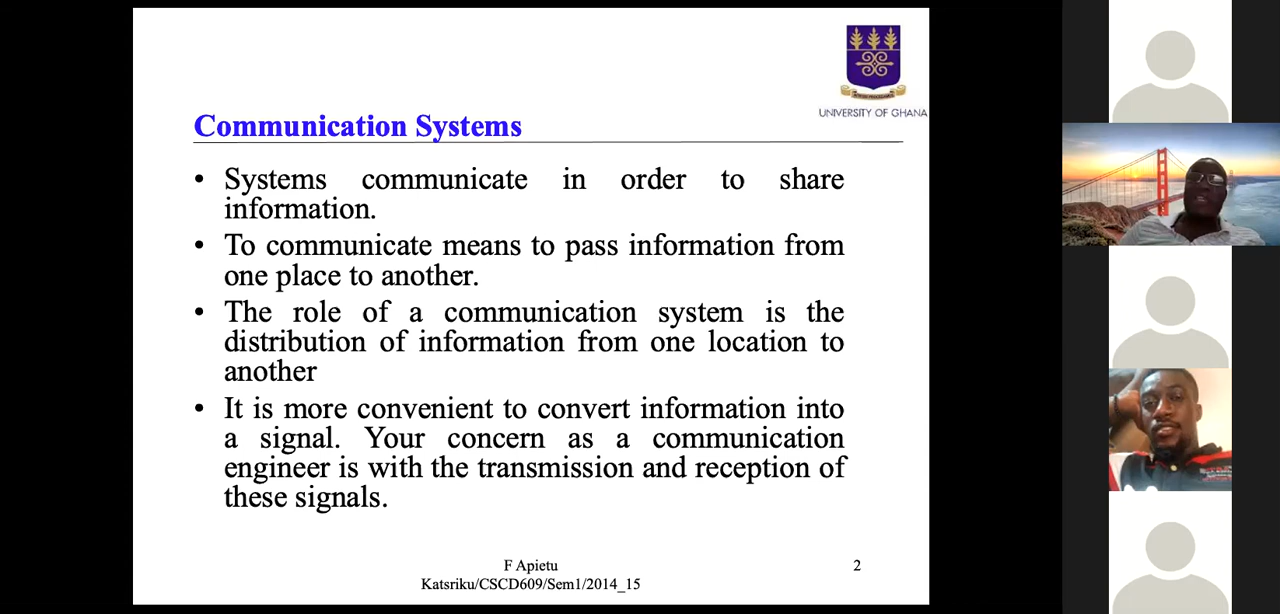 UNIVERSITY OF GHANA
Communication Systems
• Systems communicate in order to share
information.
• To communicate means to pass information from
one place to another.
• The role of a communication system is the
distribution of information from one location to
another
• It is more convenient to convert information into
a signal. Your concern as a communication
engineer is with the transmission and reception of
these signals.
F Apietu
Katsriku/CSCD609/Sem1/2014_15
2